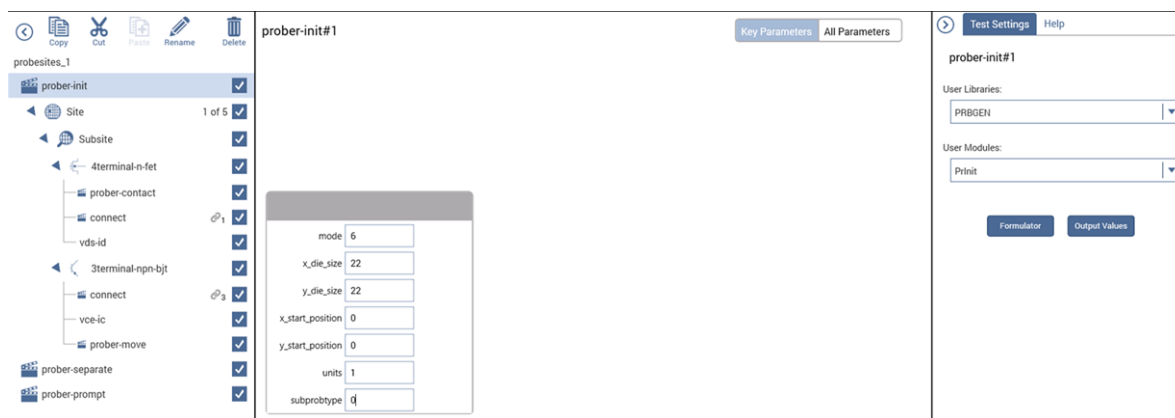 Copy Cut Paste Rename Delete
probesites_1
prober-init
Site 1 of 5
Subsite
4terminal-n-fet
prober-contact
connect 1
vds-id
3terminal-npn-bjt
connect 3
vce-ic
prober-move
prober-separate
prober-prompt
prober-init#1
Key Parameters All Parameters
mode 6
x_die_size 22
y_die_size 22
x_start_position 0
y_start_position 0
units 1
subprobtype 0
Test Settings Help
prober-init#1
User Libraries:
PRBGEN
User Modules:
PrInit
Formulator Output Values